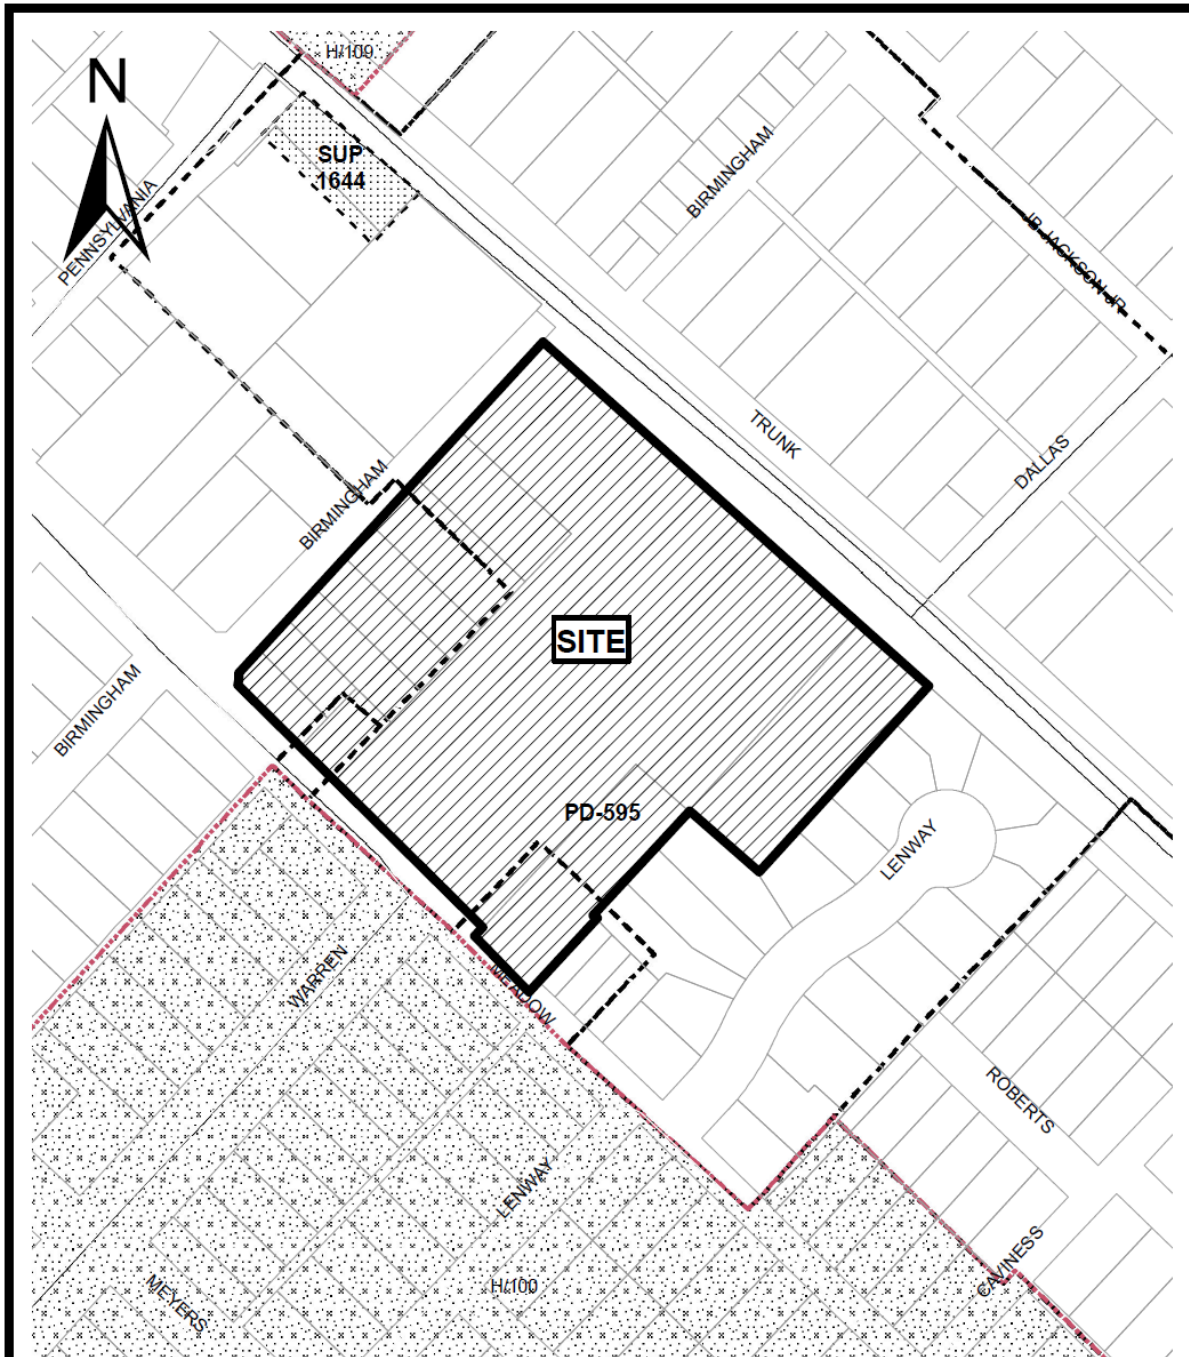 H/109
N
SUP
1644
BIRMINGHAM
PENNSYLVANIA
JB JACKSON JR
TRUNK
DALLAS
BIRMINGHAM
SITE
BIRMINGHAM
PD-595
LENWAY
WARREN
MEADOW
ROBERTS
LENWAY
CAVINESS
H/100
MEYERS